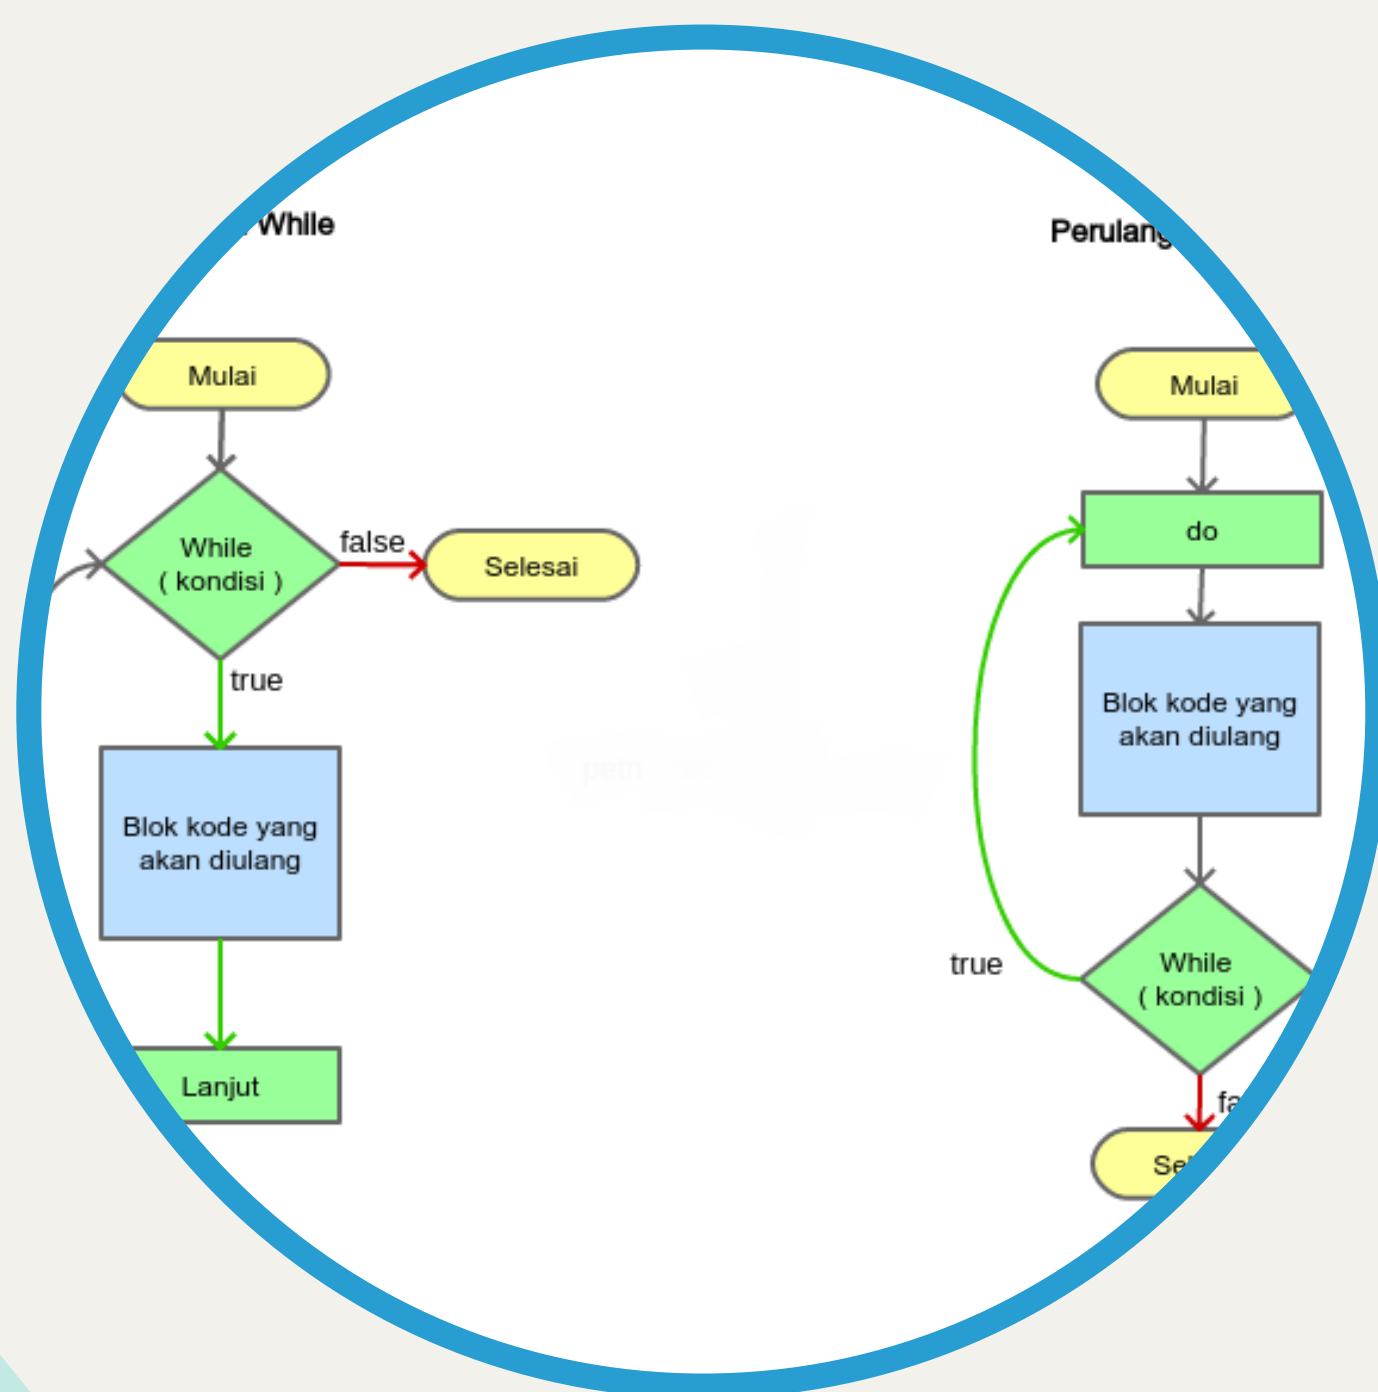 While
Mulai
While
( kondisi )
false
Selesai
true
Blok kode yang
akan diulang
Lanjut
Perulang
Mulai
do
Blok kode yang
akan diulang
While
( kondisi )
true